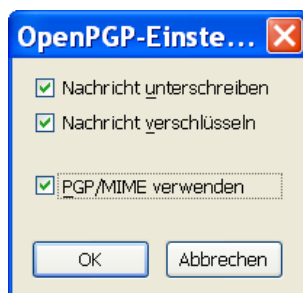 OpenPGP-Einste...
Nachricht unterschreiben
Nachricht verschlüsseln
PGP/MIME verwenden
OK
Abbrechen